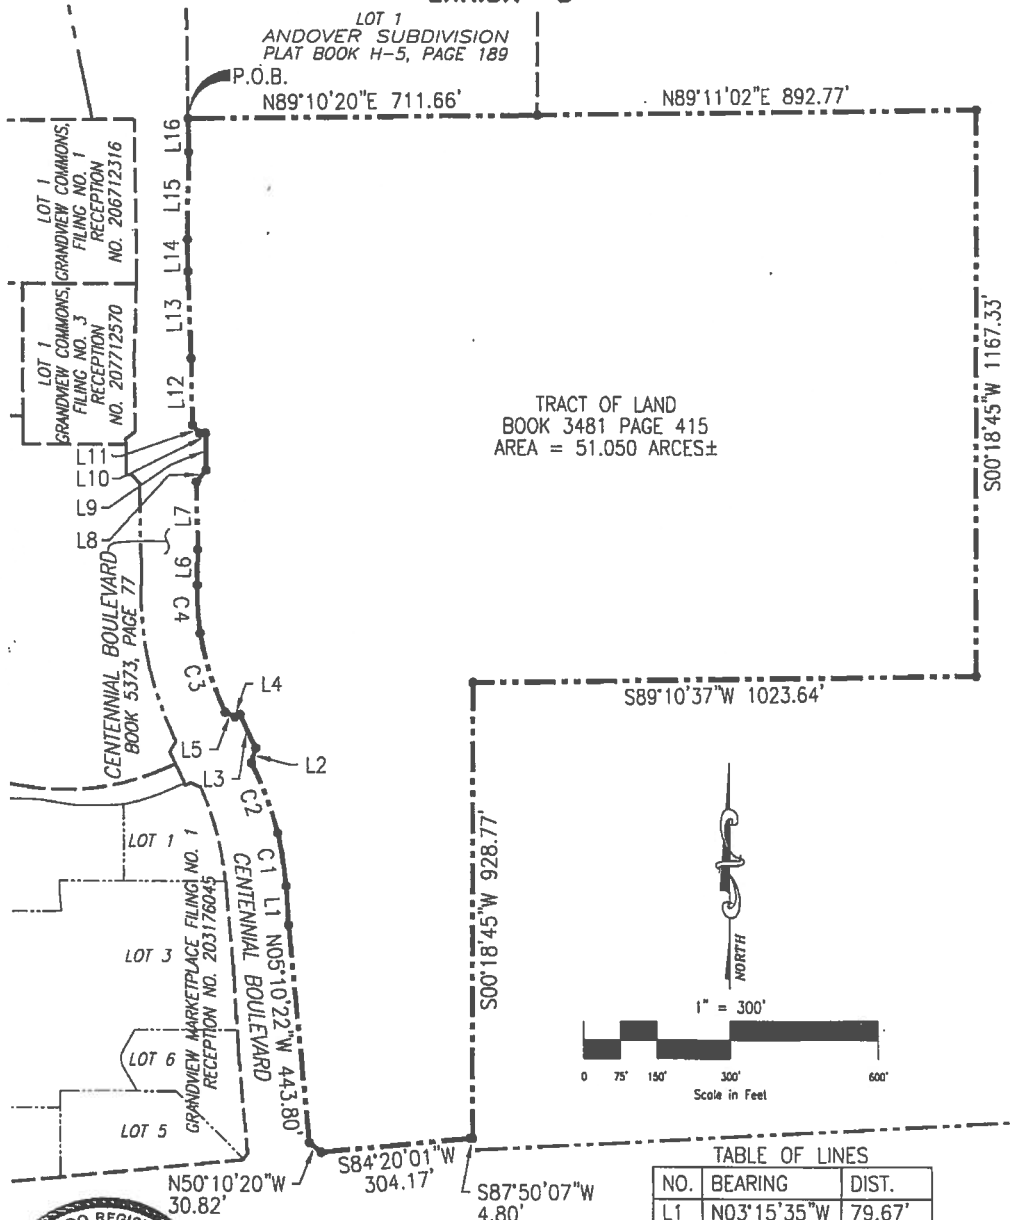 LOT 1
ANDOVER SUBDIVISION
PLAT BOOK H-5, PAGE 189
P.O.B.
N89°10'20"E 711.66'
N89°11'02"E 892.77'
L16
L15
L14
L13
L12
L11
L10
L9
L8
L7
L6
C4
C3
L4
L5
L3
L2
C2
C1
L1
N05°10'22"W 443.80'
LOT 1
GRANDVIEW COMMONS,
FILING NO. 1
RECEPTION
NO. 206712316
LOT 1
GRANDVIEW COMMONS,
FILING NO. 3
RECEPTION
NO. 207712570
TRACT OF LAND
BOOK 3481 PAGE 415
AREA = 51.050 ARCES±
S00°18'45"W 1167.33'
S89°10'37"W 1023.64'
S00°18'45"W 928.77'
CENTENNIAL BOULEVARD
BOOK 5373, PAGE 77
CENTENNIAL BOULEVARD
LOT 1
LOT 3
LOT 6
LOT 5
GRANDVIEW MARKETPLACE FILING NO. 1
RECEPTION NO. 203176045
NORTH
1" = 300'
0 75' 150' 300' 600'
Scale in Feet
N50°10'20"W
30.82'
S84°20'01"W
304.17'
S87°50'07"W
4.80'
TABLE OF LINES
NO. BEARING DIST.
L1 N03°15'35"W 79.67'